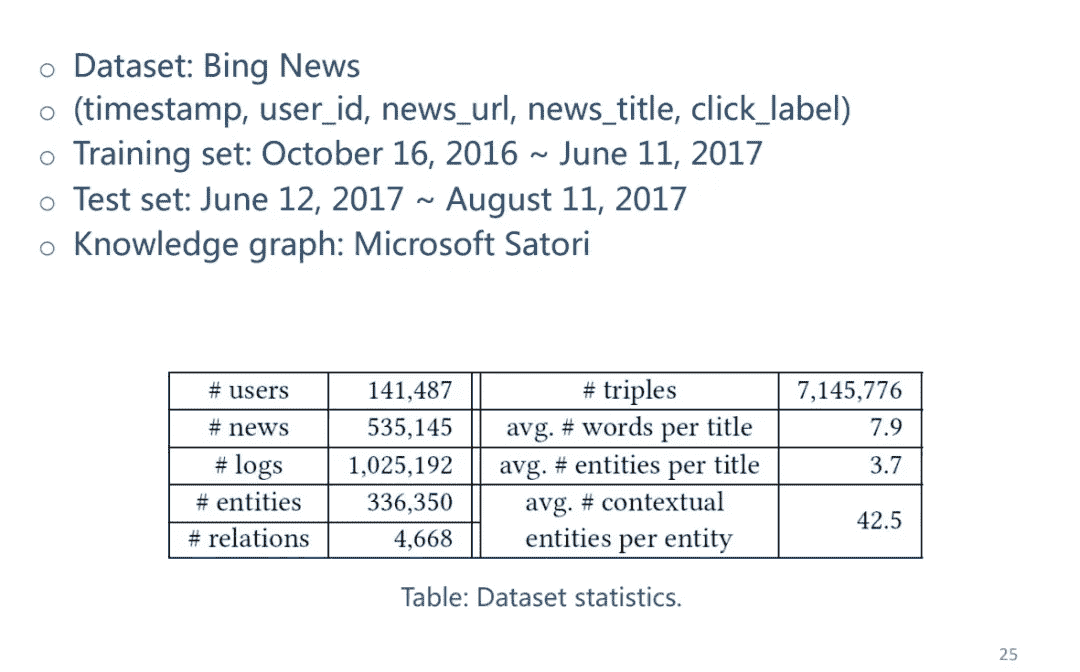 ○ Dataset: Bing News
○ (timestamp, user_id, news_url, news_title, click_label)
○ Training set: October 16, 2016 ~ June 11, 2017
○ Test set: June 12, 2017 ~ August 11, 2017
○ Knowledge graph: Microsoft Satori
# users 141,487 # triples 7,145,776
# news 535,145 avg. # words per title 7.9
# logs 1,025,192 avg. # entities per title 3.7
# entities 336,350 avg. # contextual
42.5
# relations 4,668 entities per entity
Table: Dataset statistics.
25